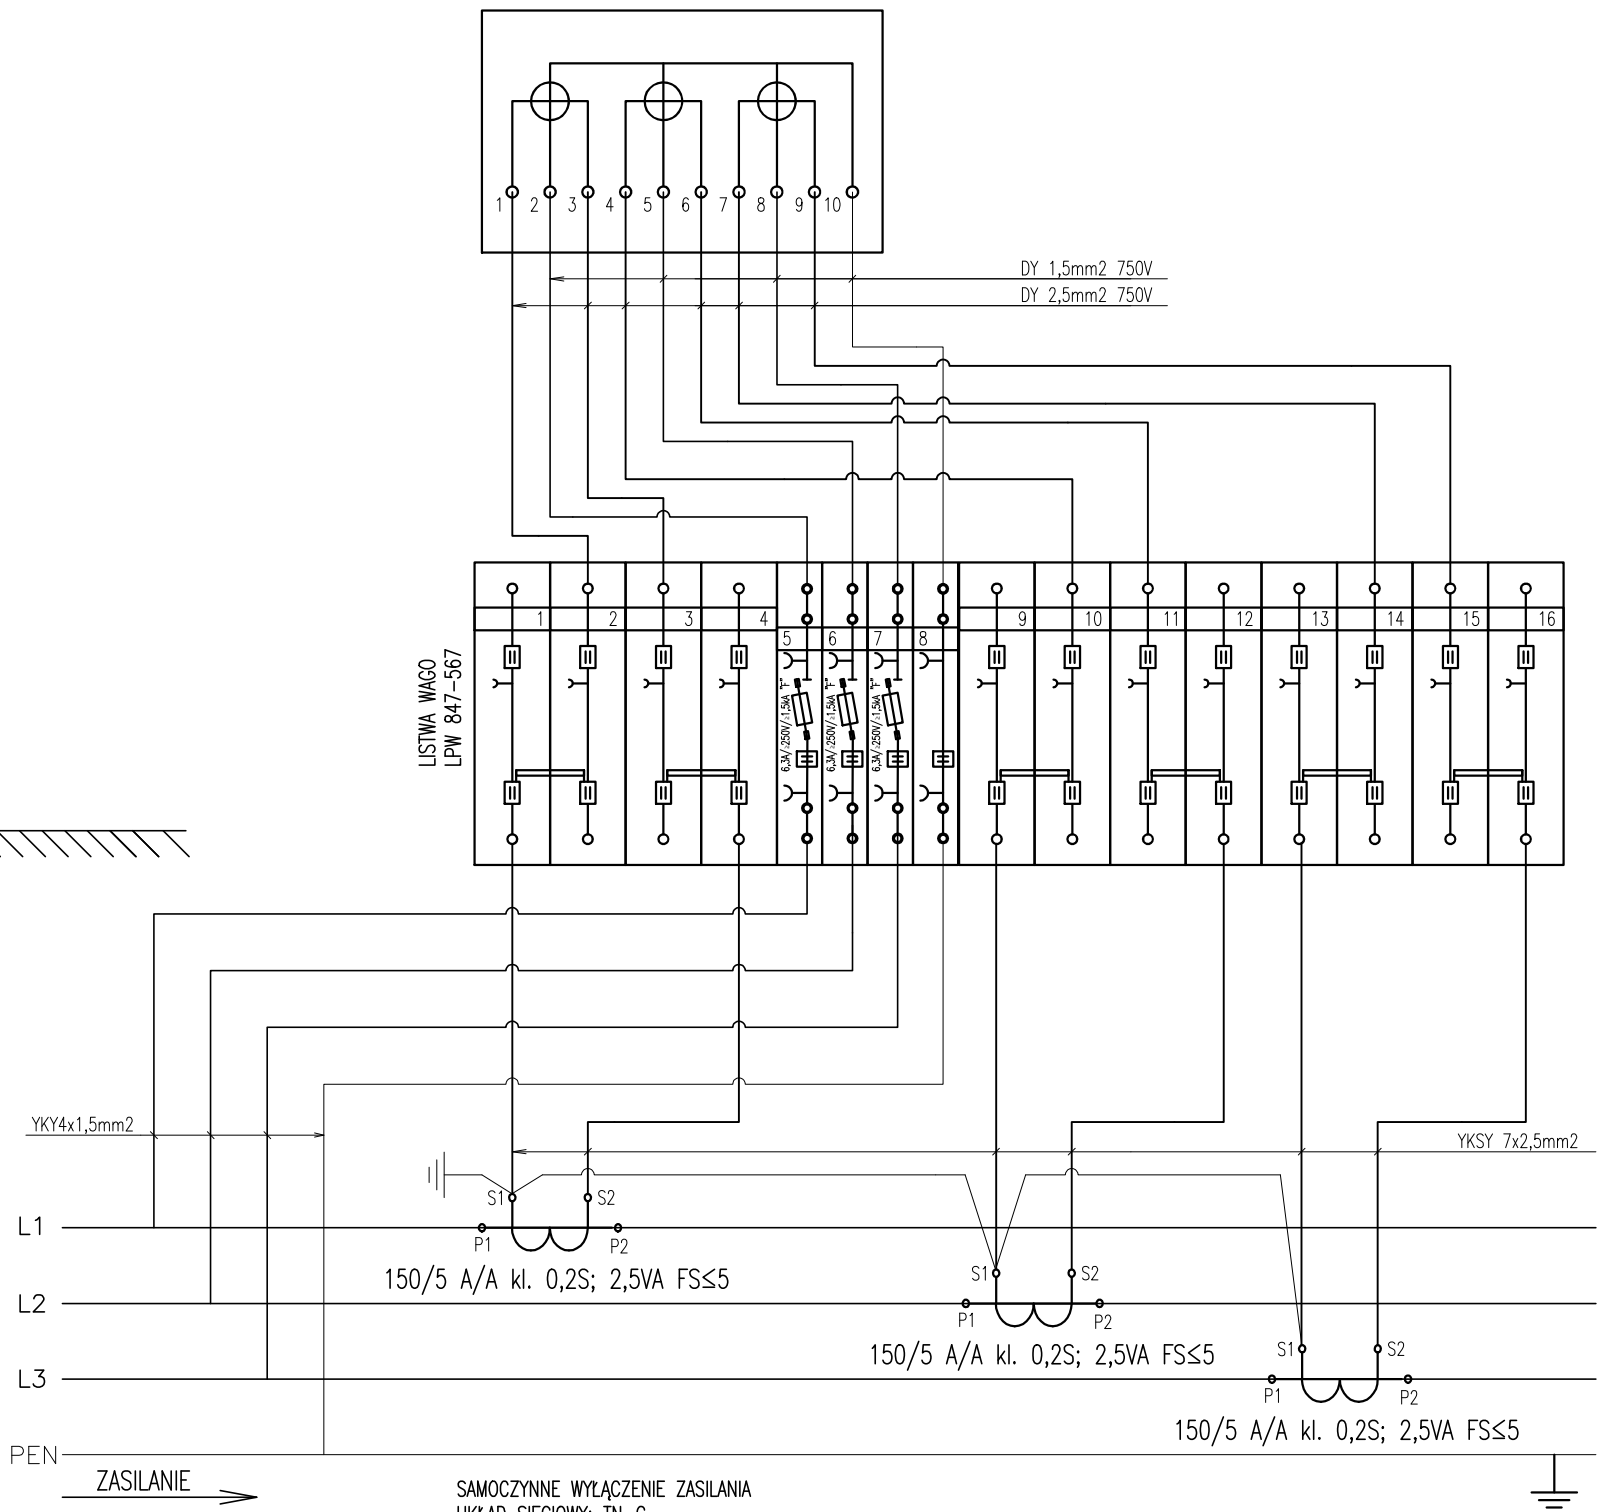 1 2 3 4 5 6 7 8 9 10
DY 1,5mm2 750V
DY 2,5mm2 750V
LISTWA WAGO
LPW 847-567
1 2 3 4 5 6 7 8 9 10 11 12 13 14 15 16
6,3A/≥250V/≥1,5kA "F"
6,3A/≥250V/≥1,5kA "F"
6,3A/≥250V/≥1,5kA "F"
YKY4x1,5mm2
YKSY 7x2,5mm2
S1 S2
L1
P1 P2
150/5 A/A kl. 0,2S; 2,5VA FS≤5
S1 S2
L2
P1 P2
150/5 A/A kl. 0,2S; 2,5VA FS≤5
S1 S2
L3
P1 P2
150/5 A/A kl. 0,2S; 2,5VA FS≤5
PEN
ZASILANIE
SAMOCZYNNE WYŁĄCZENIE ZASILANIA
UKŁAD SIECIOWY: TN-C